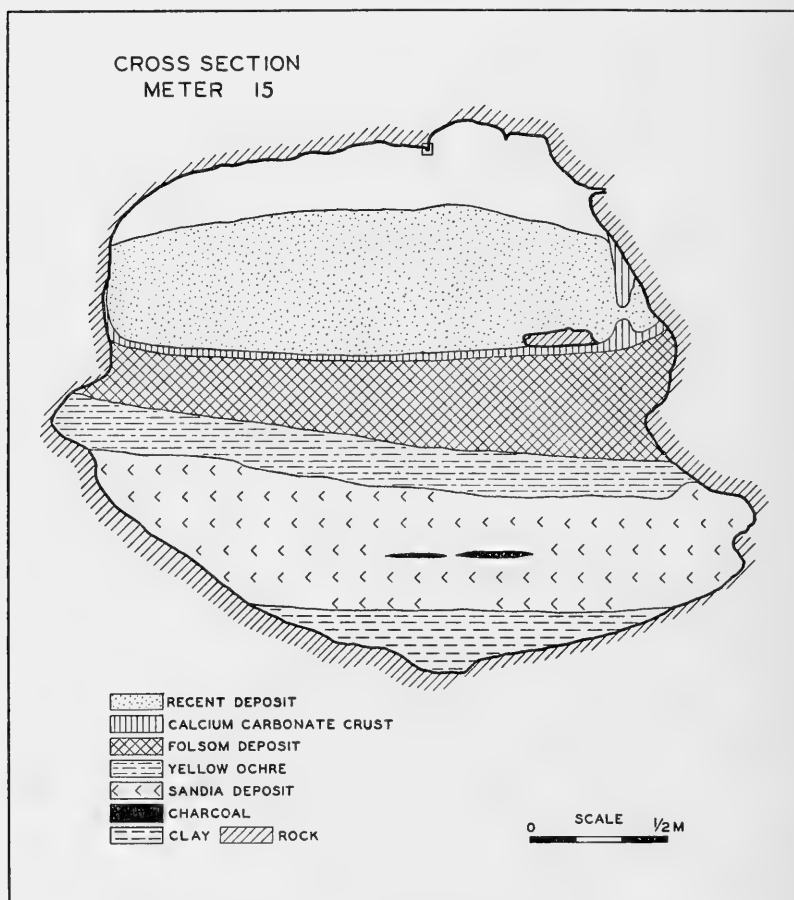 CROSS SECTION
METER 15
RECENT DEPOSIT
CALCIUM CARBONATE CRUST
FOLSOM DEPOSIT
YELLOW OCHRE
SANDIA DEPOSIT
CHARCOAL
CLAY ROCK
SCALE
0 1/2 M